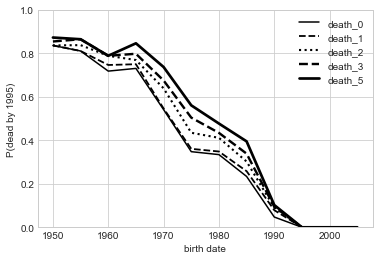 1.0
0.8
0.6
0.4
0.2
0.0
P(dead by 1995)
1950 1960 1970 1980 1990 2000
birth date
death_0
death_1
death_2
death_3
death_5